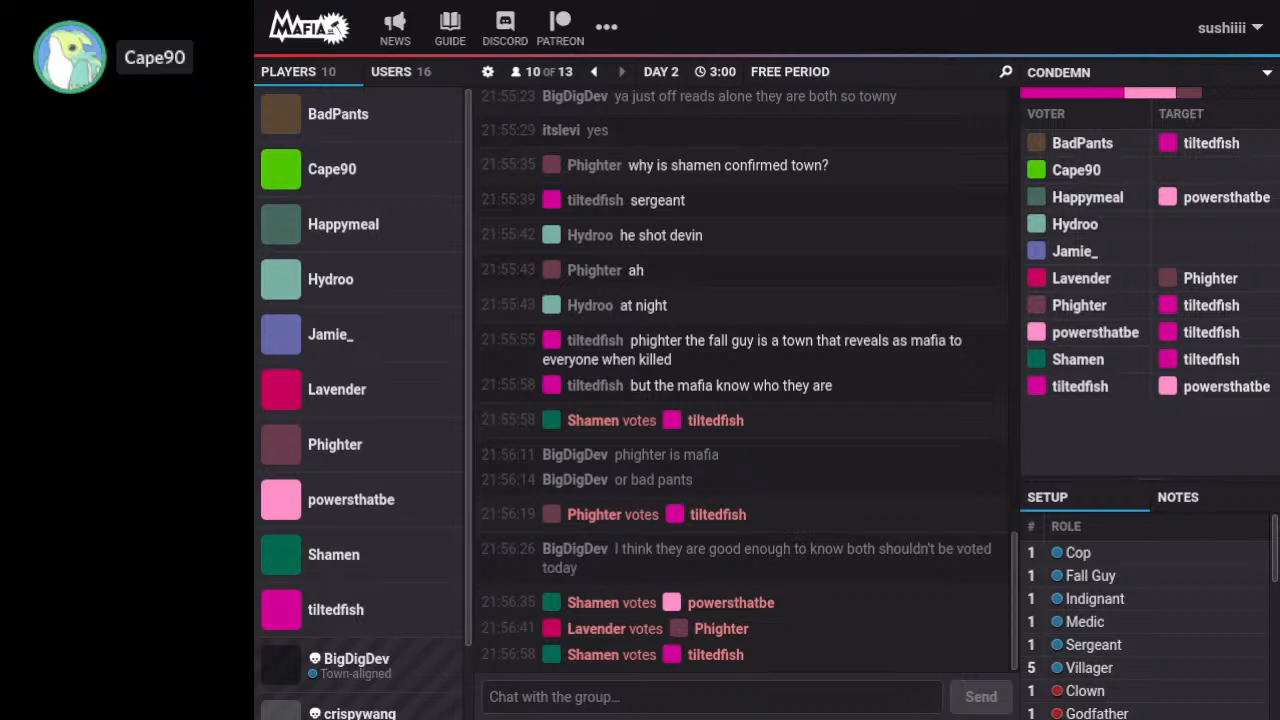 Cape90
MAFIA
NEWS
GUIDE
DISCORD
PATREON
•••
sushiiii
PLAYERS 10
USERS 16
10 OF 13
DAY 2
3:00
FREE PERIOD
CONDEMN
BadPants
Cape90
Happymeal
Hydroo
Jamie_
Lavender
Phighter
powersthatbe
Shamen
tiltedfish
BigDigDev
Town-aligned
crispywang
21:55:23 BigDigDev ya just off reads alone they are both so towny
21:55:29 itslevi yes
21:55:35 Phighter why is shamen confirmed town?
21:55:39 tiltedfish sergeant
21:55:42 Hydroo he shot devin
21:55:43 Phighter ah
21:55:43 Hydroo at night
21:55:55 tiltedfish phighter the fall guy is a town that reveals as mafia to
everyone when killed
21:55:58 tiltedfish but the mafia know who they are
21:55:58 Shamen votes tiltedfish
21:56:11 BigDigDev phighter is mafia
21:56:14 BigDigDev or bad pants
21:56:19 Phighter votes tiltedfish
21:56:26 BigDigDev I think they are good enough to know both shouldn't be voted
today
21:56:35 Shamen votes powersthatbe
21:56:41 Lavender votes Phighter
21:56:58 Shamen votes tiltedfish
Chat with the group...
Send
VOTER TARGET
BadPants tiltedfish
Cape90
Happymeal powersthatbe
Hydroo
Jamie_
Lavender Phighter
Phighter tiltedfish
powersthatbe tiltedfish
Shamen tiltedfish
tiltedfish powersthatbe
SETUP
NOTES
# ROLE
1 Cop
1 Fall Guy
1 Indignant
1 Medic
1 Sergeant
5 Villager
1 Clown
1 Godfather